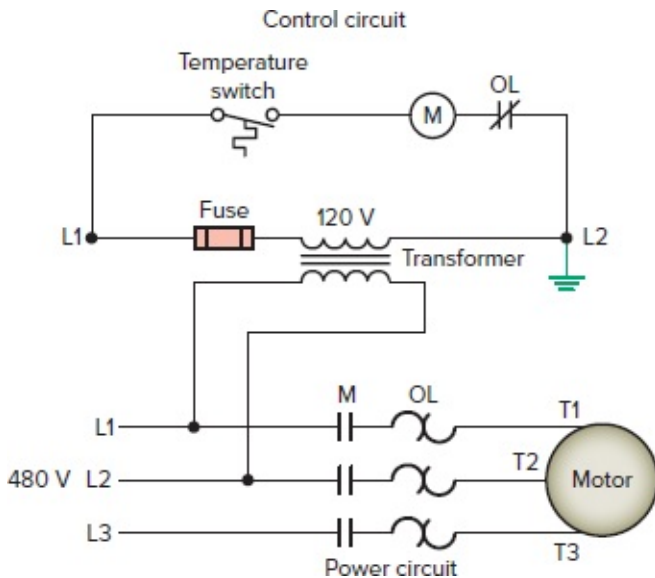 Control circuit
Temperature
switch
OL
M
Fuse
120 V
L1
L2
Transformer
M
OL
T1
L1
T2
480 V
L2
Motor
L3
T3
Power circuit